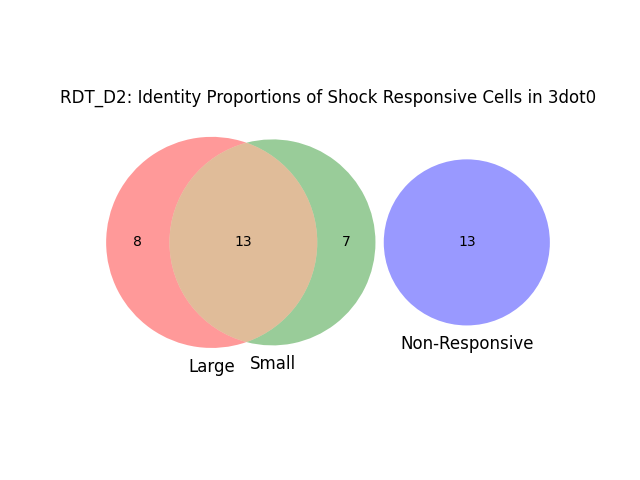 RDT_D2: Identity Proportions of Shock Responsive Cells in 3dot0
8
13
7
13
Large
Small
Non-Responsive